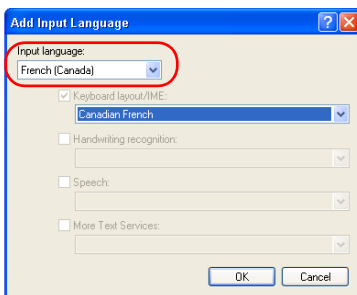 Add Input Language
Input language:
French (Canada)
Keyboard layout/IME:
Canadian French
Handwriting recognition:
Speech:
More Text Services:
OK Cancel